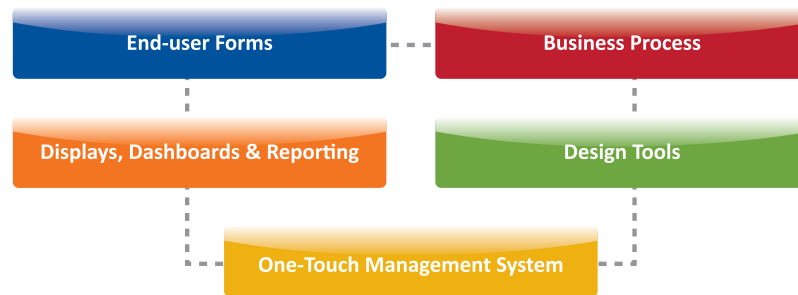 End-user Forms
Business Process
Displays, Dashboards & Reporting
Design Tools
One-Touch Management System